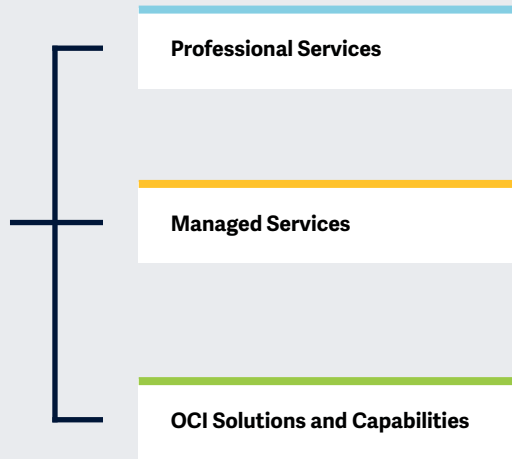 Professional Services
Managed Services
OCI Solutions and Capabilities